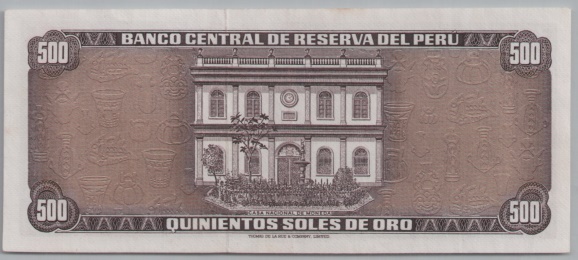 BANCO CENTRAL DE RESERVA DEL PERÚ
500 500
CASA NACIONAL DE MONEDA
500 500
QUINIENTOS SOLES DE ORO
THOMAS DE LA RUE & COMPANY, LIMITED.